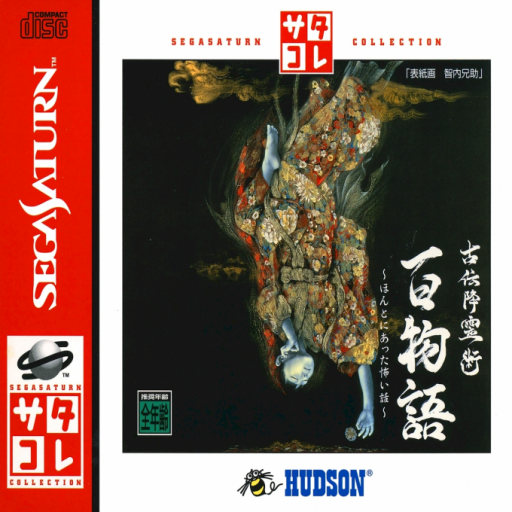 COMPACT
disc
SEGASATURN™
SEGASATURN
サタ
コレ
COLLECTION
SEGASATURN
サタ
コレ
COLLECTION
「表紙画 智内兄助」
古伝降霊術
百物語
〜ほんとにあった怖い話〜
推奨年齢
全年齢
HUDSON®